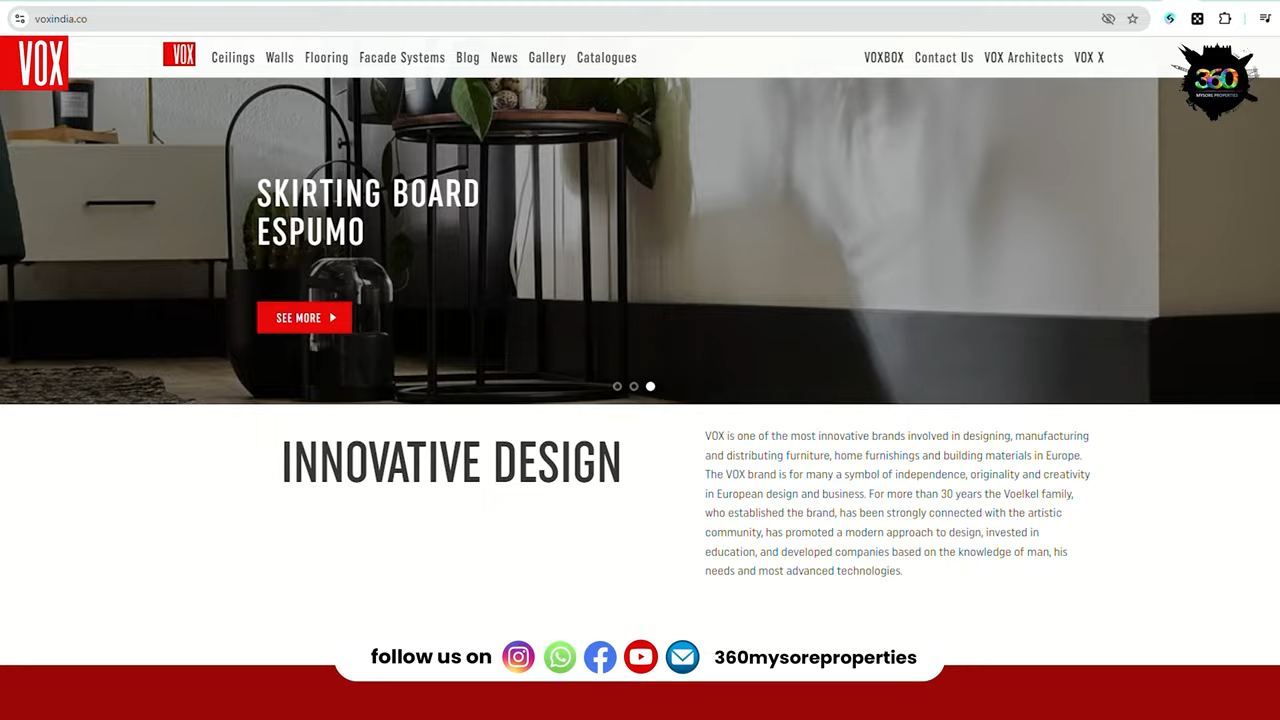 voxindia.co
VOX
VOX
Ceilings Walls Flooring Facade Systems Blog News Gallery Catalogues
VOXBOX Contact Us VOX Architects VOX X
360
MYSORE PROPERTIES
SKIRTING BOARD
ESPUMO
SEE MORE
INNOVATIVE DESIGN
VOX is one of the most innovative brands involved in designing, manufacturing
and distributing furniture, home furnishings and building materials in Europe.
The VOX brand is for many a symbol of independence, originality and creativity
in European design and business. For more than 30 years the Voelkel family,
who established the brand, has been strongly connected with the artistic
community, has promoted a modern approach to design, invested in
education, and developed companies based on the knowledge of man, his
needs and most advanced technologies.
follow us on 360mysoreproperties